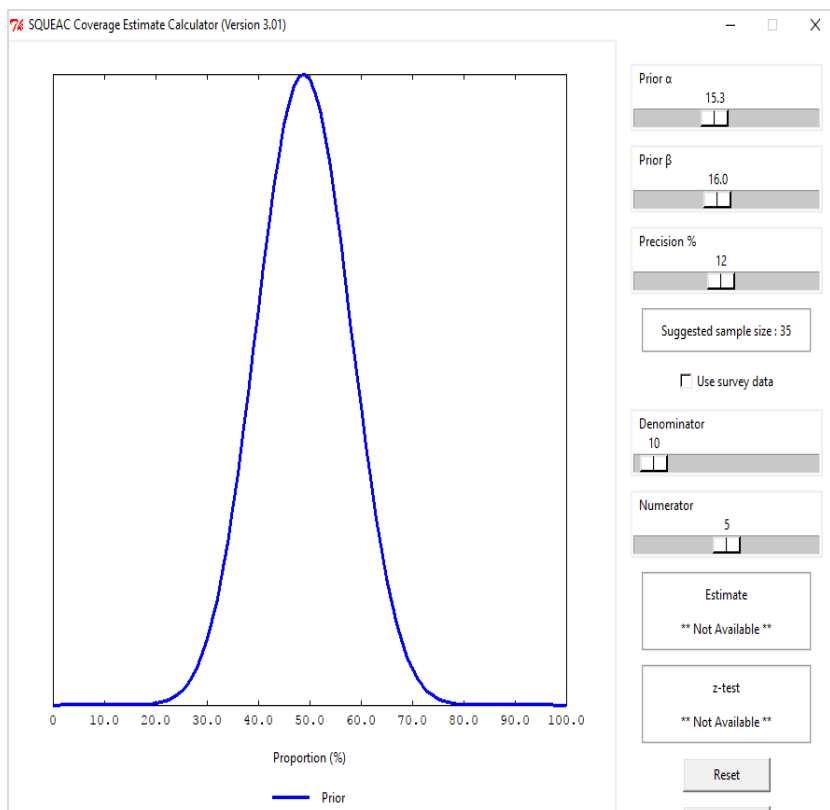 SQUEAC Coverage Estimate Calculator (Version 3.01)
0 10.0 20.0 30.0 40.0 50.0 60.0 70.0 80.0 90.0 100.0
Proportion (%)
Prior
Prior α
15.3
Prior β
16.0
Precision %
12
Suggested sample size : 35
Use survey data
Denominator
10
Numerator
5
Estimate
** Not Available **
z-test
** Not Available **
Reset